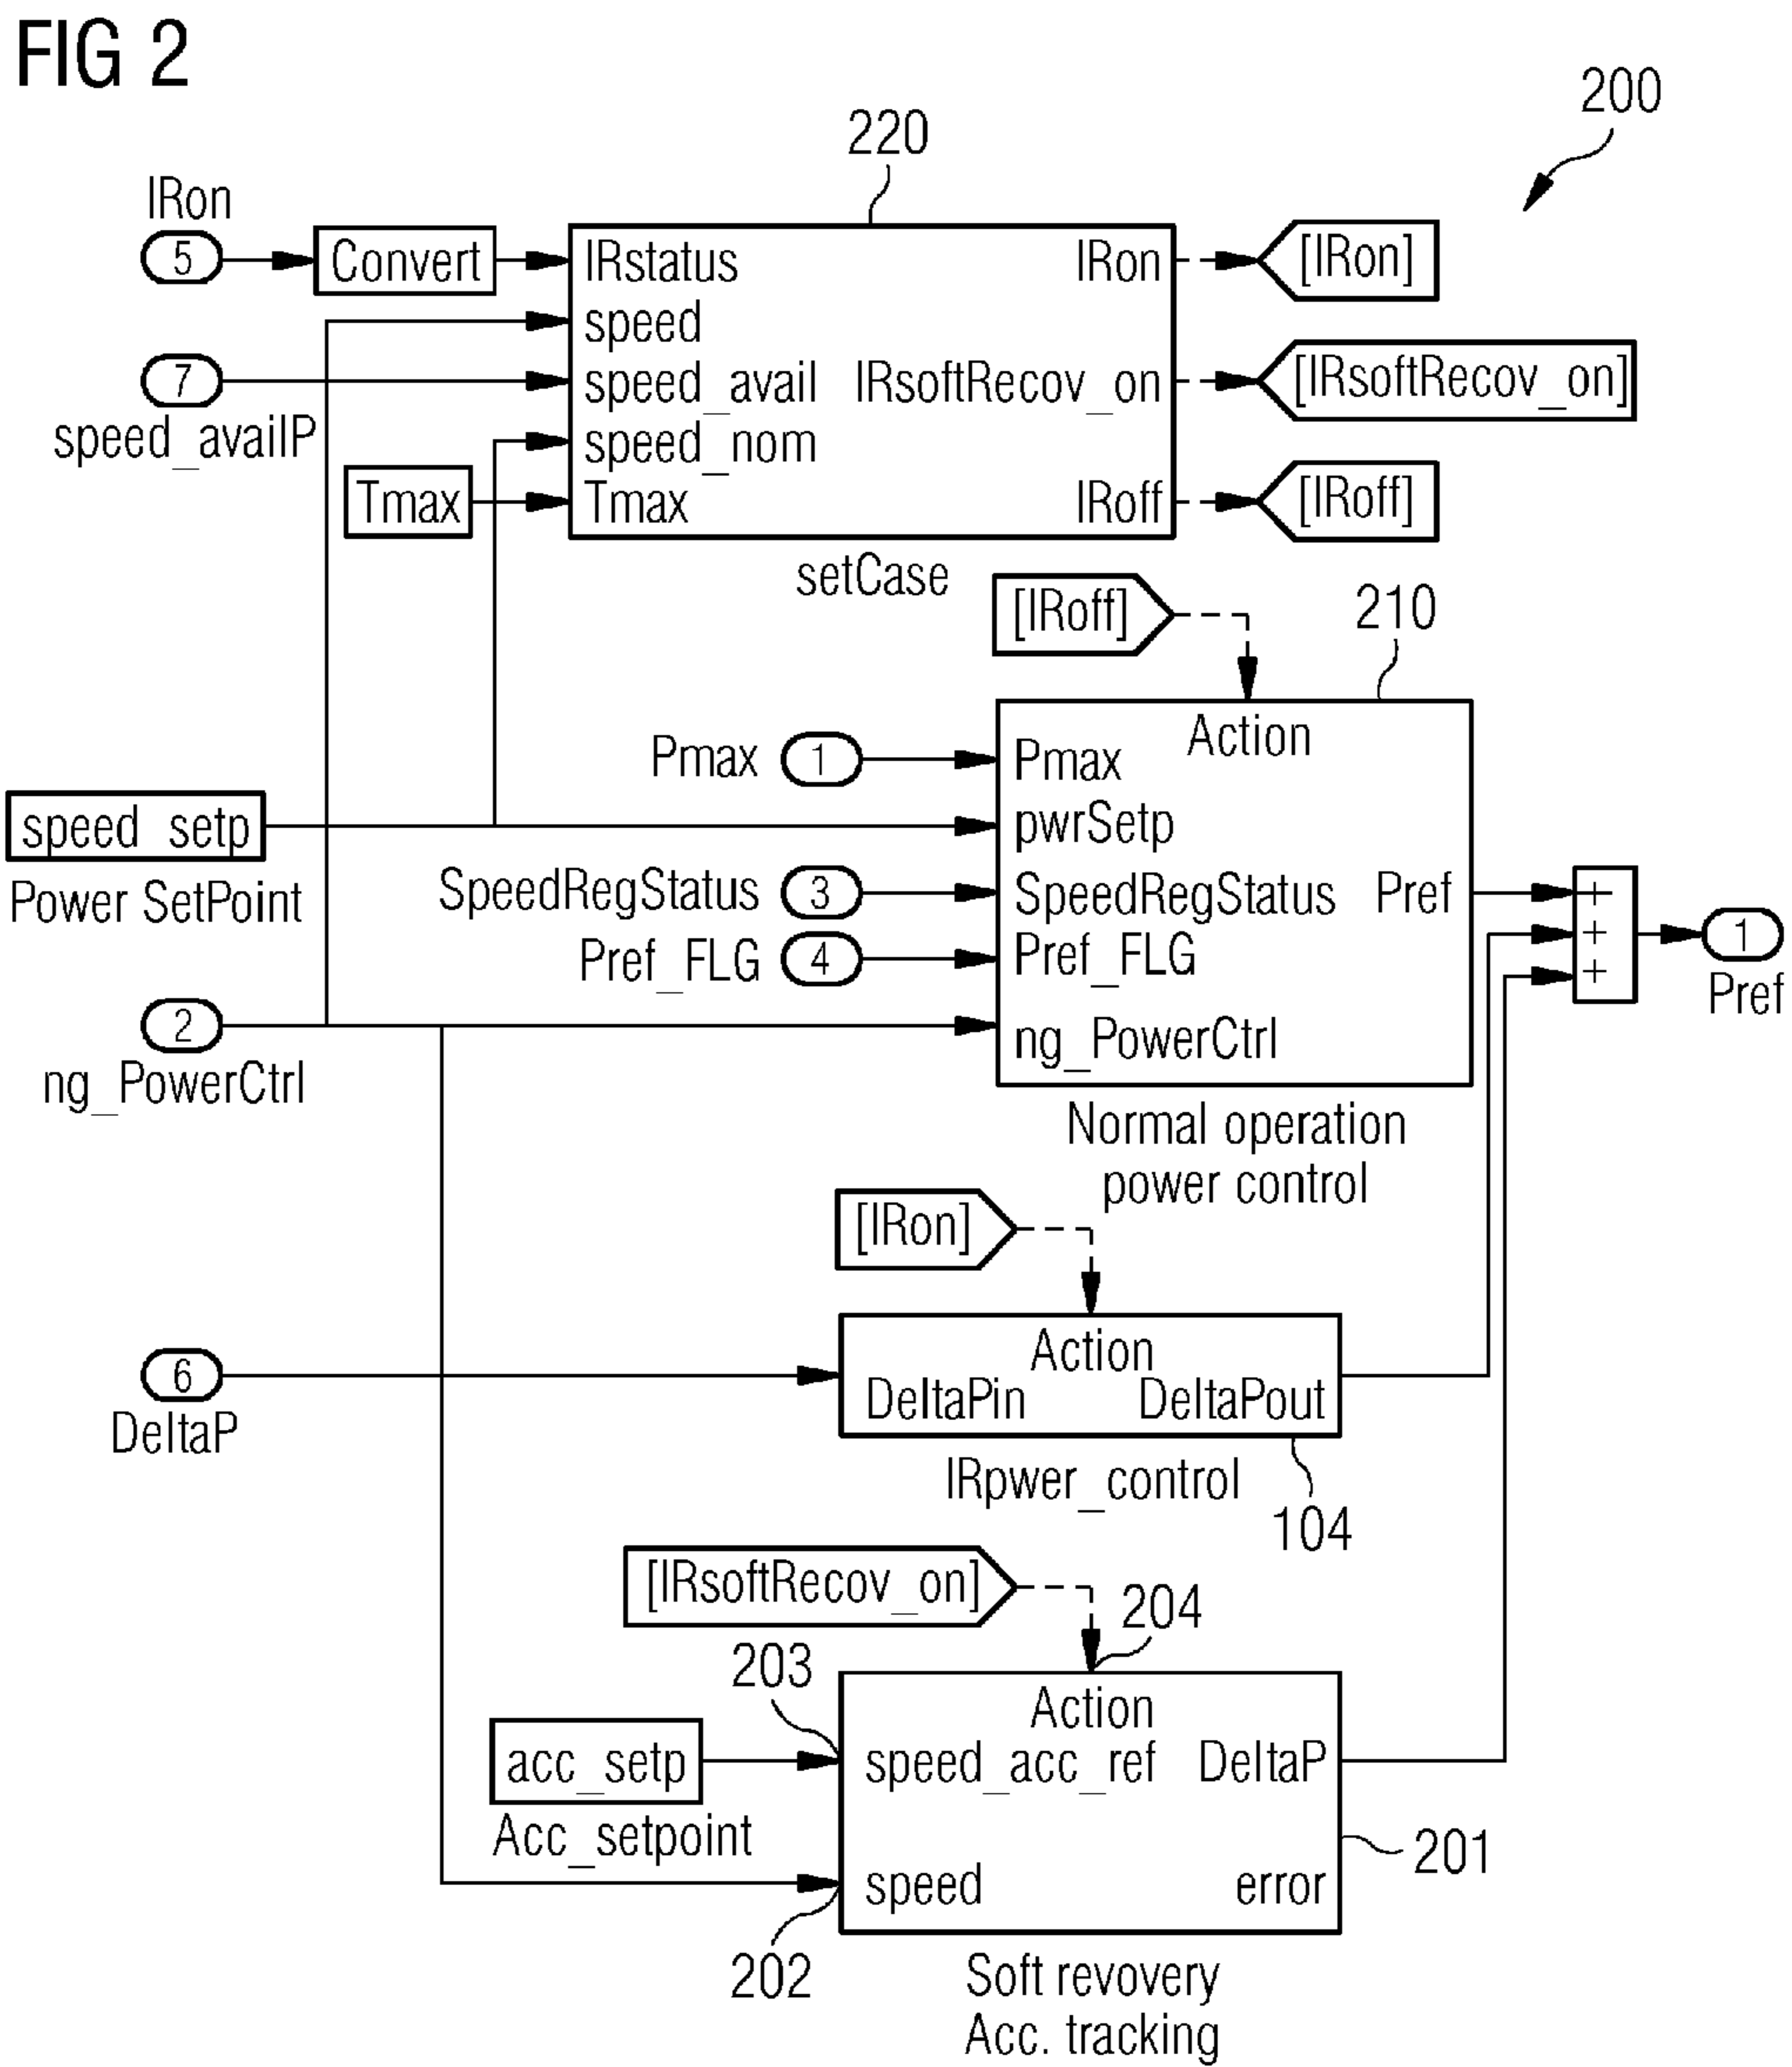 FIG 2
200
220
IRon
5
Convert
IRstatus
IRon
[IRon]
speed
7
speed_availP
speed_avail
IRsoftRecov_on
[IRsoftRecov_on]
speed_nom
Tmax
Tmax
IRoff
[IRoff]
setCase
[IRoff]
210
Action
Pmax
1
Pmax
speed_setp
Power SetPoint
pwrSetp
SpeedRegStatus
3
SpeedRegStatus
Pref
+
+
+
1
Pref
Pref_FLG
4
Pref_FLG
2
ng_PowerCtrl
ng_PowerCtrl
Normal operation
power control
[IRon]
Action
6
DeltaP
DeltaPin
DeltaPout
IRpwer_control
104
[IRsoftRecov_on]
204
203
Action
acc_setp
Acc_setpoint
speed_acc_ref
DeltaP
201
speed
error
202
Soft revovery
Acc. tracking